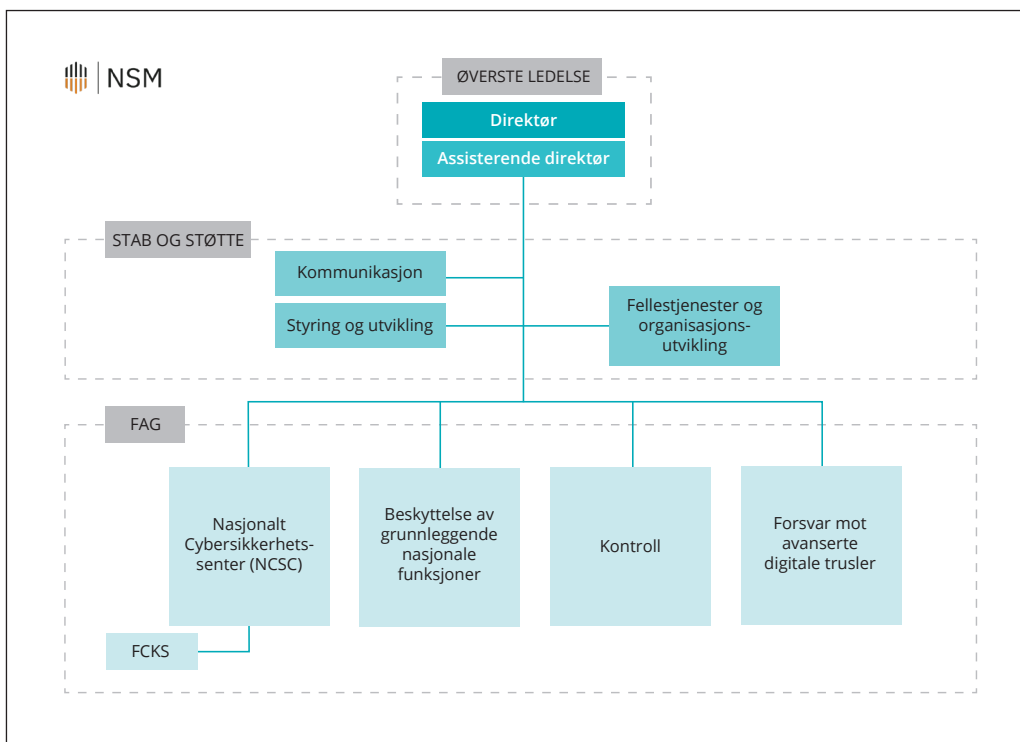 NSM
ØVERSTE LEDELSE
Direktør
Assisterende direktør
STAB OG STØTTE
Kommunikasjon
Styring og utvikling
Fellestjenester og
organisasjons-
utvikling
FAG
Nasjonalt
Cybersikkerhets-
senter (NCSC)
Beskyttelse av
grunnleggende
nasjonale
funksjoner
Kontroll
Forsvar mot
avanserte
digitale trusler
FCKS